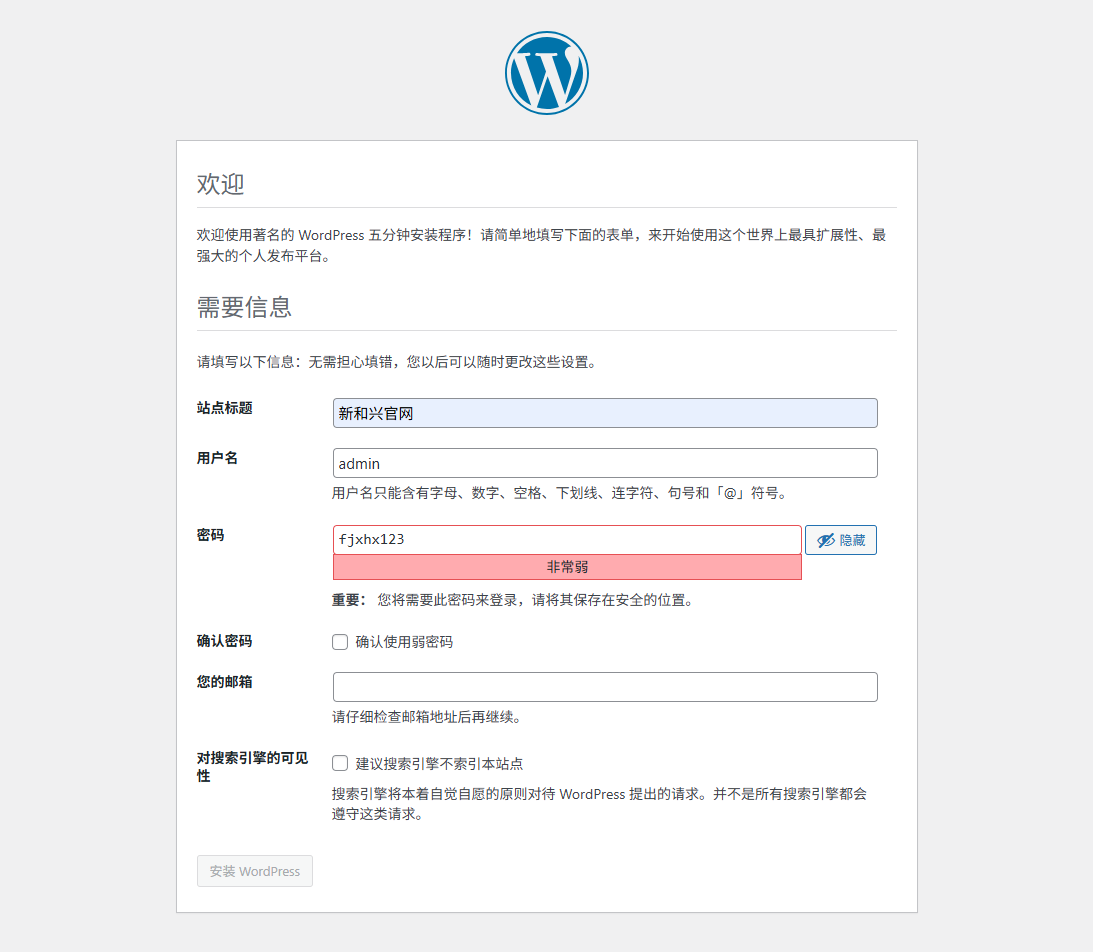 欢迎
欢迎使用著名的 WordPress 五分钟安装程序！请简单地填写下面的表单，来开始使用这个世界上最具扩展性、最
强大的个人发布平台。
需要信息
请填写以下信息：无需担心填错，您以后可以随时更改这些设置。
站点标题
新和兴官网
用户名
admin
用户名只能含有字母、数字、空格、下划线、连字符、句号和「@」符号。
密码
fjxhx123
隐藏
非常弱
重要： 您将需要此密码来登录，请将其保存在安全的位置。
确认密码
确认使用弱密码
您的邮箱
请仔细检查邮箱地址后再继续。
对搜索引擎的可见
性
建议搜索引擎不索引本站点
搜索引擎将本着自觉自愿的原则对待 WordPress 提出的请求。并不是所有搜索引擎都会
遵守这类请求。
安装 WordPress